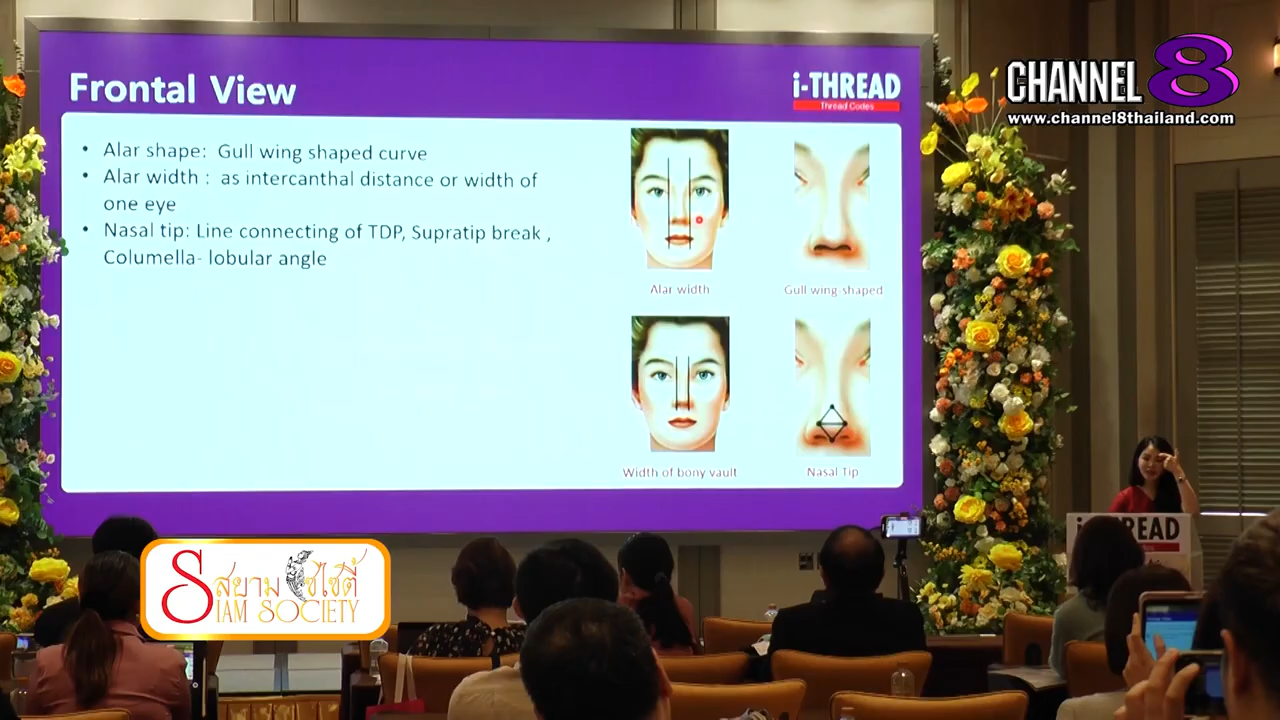 Frontal View
i-THREAD
Thread Codes
CHANNEL 8
www.channel8thailand.com
• Alar shape: Gull wing shaped curve
• Alar width : as intercanthal distance or width of
one eye
• Nasal tip: Line connecting of TDP, Supratip break ,
Columella- lobular angle
Alar width
Gull wing shaped
Width of bony vault
Nasal Tip
i-THREAD
สยามโซไซตี้
SIAM SOCIETY